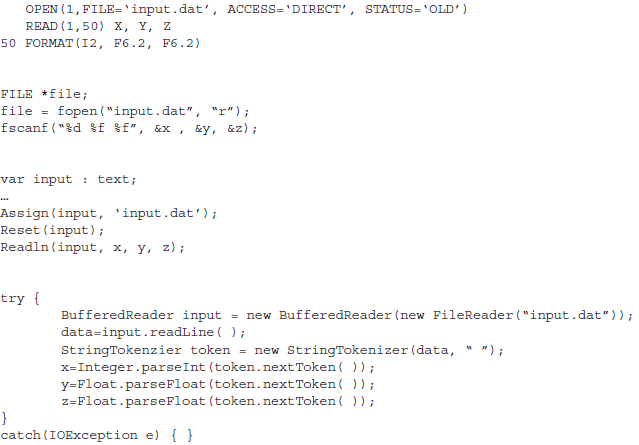 OPEN(1,FILE=‘input.dat’, ACCESS=‘DIRECT’, STATUS=‘OLD’)
READ(1,50) X, Y, Z
50 FORMAT(I2, F6.2, F6.2)
FILE *file;
file = fopen(“input.dat”, “r”);
fscanf(“%d %f %f”, &x , &y, &z);
var input : text;
…
Assign(input, ‘input.dat’);
Reset(input);
Readln(input, x, y, z);
try {
BufferedReader input = new BufferedReader(new FileReader(“input.dat”));
data=input.readLine( );
StringTokenzier token = new StringTokenizer(data, “ ”);
x=Integer.parseInt(token.nextToken( ));
y=Float.parseFloat(token.nextToken( ));
z=Float.parseFloat(token.nextToken( ));
}
catch(IOException e) { }